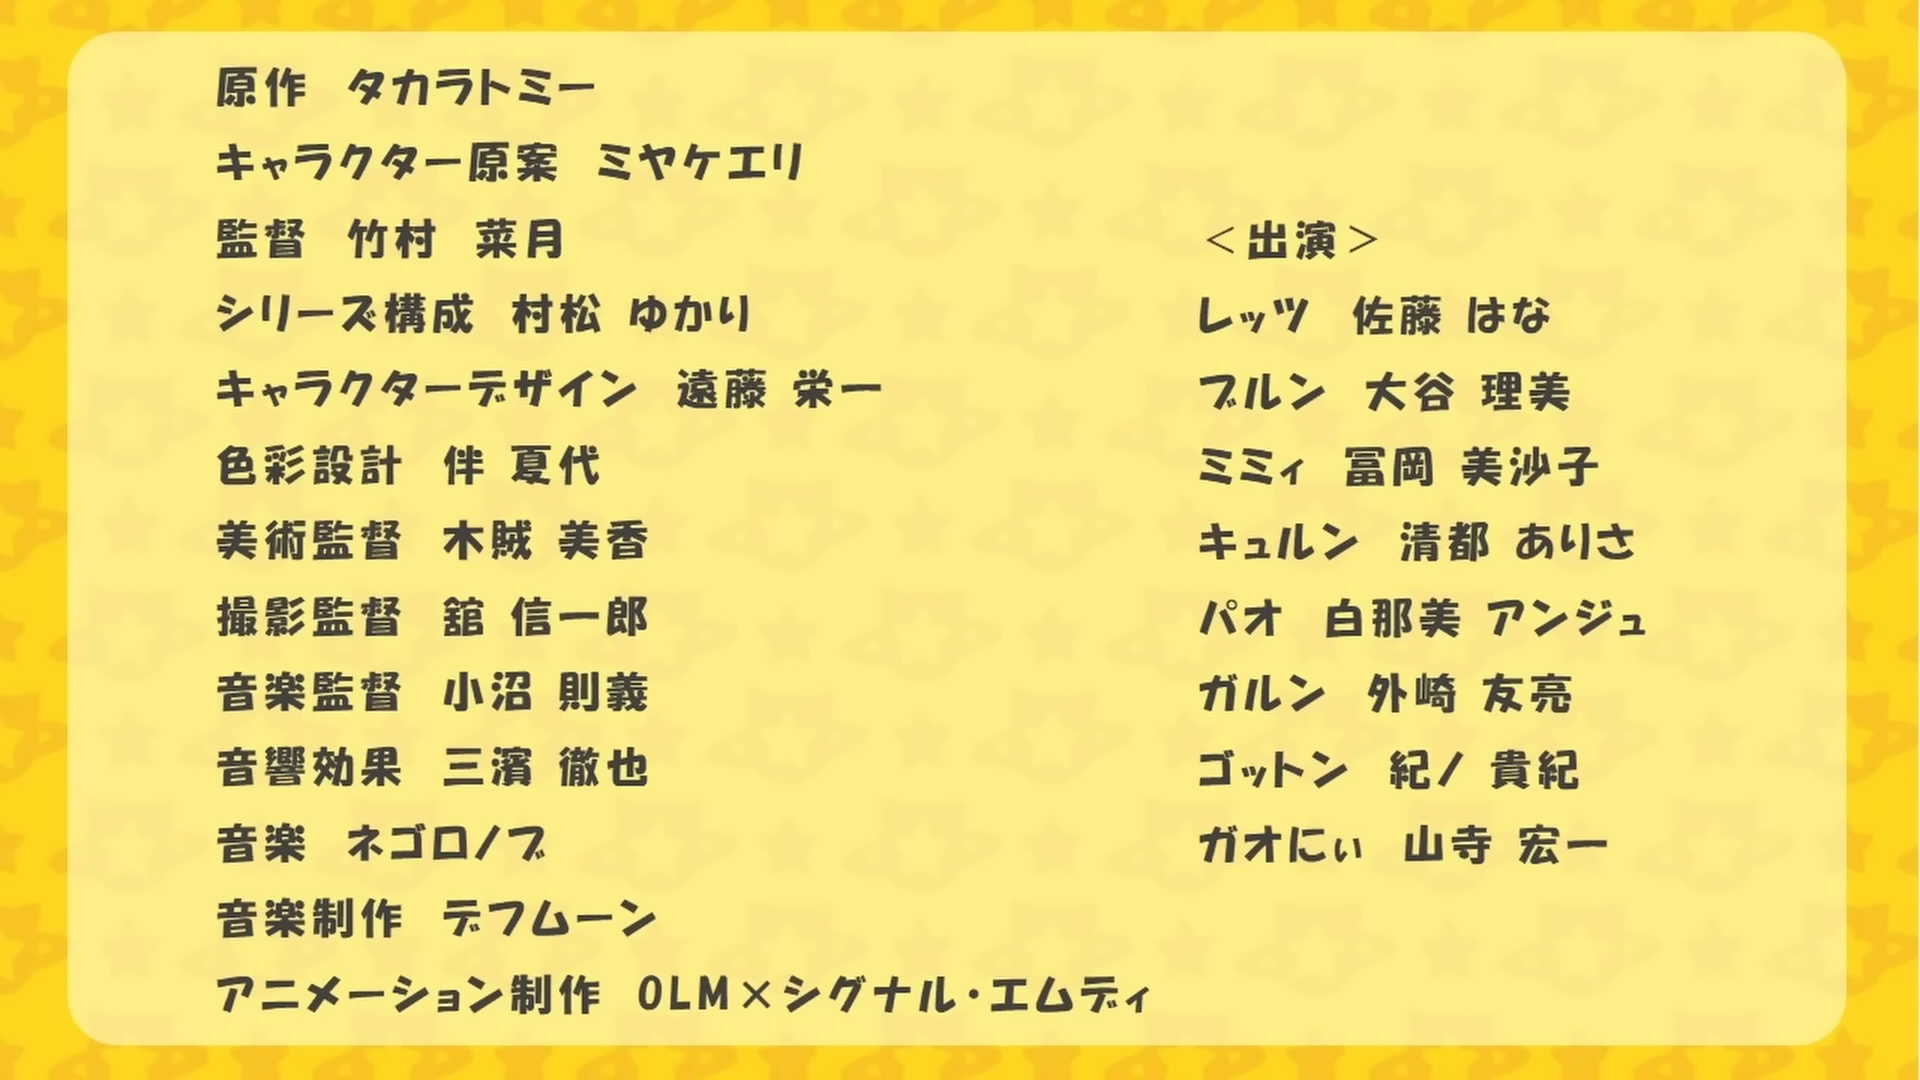 原作 タカラトミー
キャラクター原案 ミヤケエリ
監督 竹村 菜月
シリーズ構成 村松 ゆかり
キャラクターデザイン 遠藤 栄一
色彩設計 伴 夏代
美術監督 木賊 美香
撮影監督 舘 信一郎
音楽監督 小沼 則義
音響効果 三濱 徹也
音楽 ネゴロノブ
音楽制作 デフムーン
アニメーション制作 OLM×シグナル・エムディ
＜出演＞
レッツ 佐藤 はな
ブルン 大谷 理美
ミミィ 冨岡 美沙子
キュルン 清都 ありさ
パオ 白那美 アンジュ
ガルン 外崎 友亮
ゴットン 紀ノ 貴紀
ガオにぃ 山寺 宏一